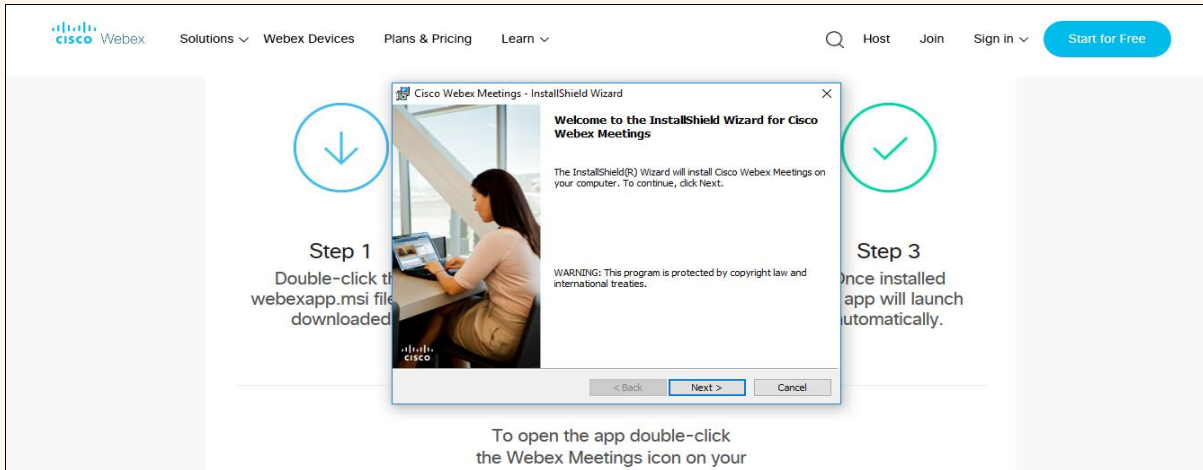 CISCO Webex
Solutions
Webex Devices
Plans & Pricing
Learn
Host
Join
Sign in
Start for Free
Cisco Webex Meetings - InstallShield Wizard
Welcome to the InstallShield Wizard for Cisco
Webex Meetings
The InstallShield(R) Wizard will install Cisco Webex Meetings on
your computer. To continue, click Next.
WARNING: This program is protected by copyright law and
international treaties.
CISCO
< Back
Next >
Cancel
Step 1
Double-click
webexapp.msi
downloaded
Step 3
installed
app will launch
To open the app double-click
the Webex Meetings icon on your